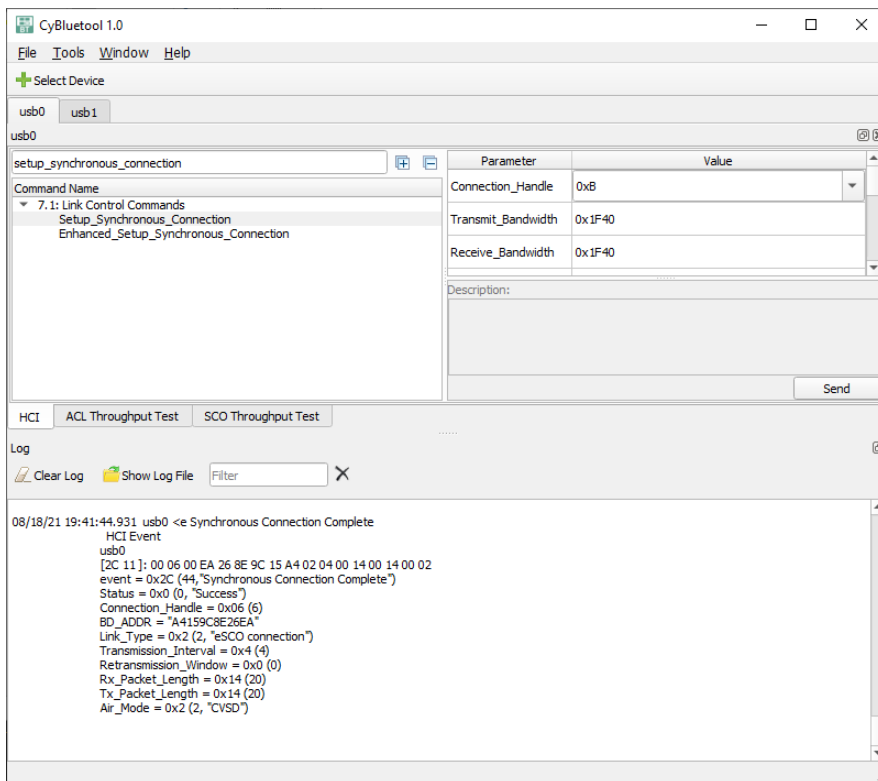 CyBluetool 1.0
File Tools Window Help
Select Device
usb0 usb1
usb0
setup_synchronous_connection
Command Name
7.1: Link Control Commands
Setup_Synchronous_Connection
Enhanced_Setup_Synchronous_Connection
Parameter Value
Connection_Handle 0xB
Transmit_Bandwidth 0x1F40
Receive_Bandwidth 0x1F40
Description:
Send
HCI ACL Throughput Test SCO Throughput Test
Log
Clear Log Show Log File Filter
08/18/21 19:41:44.931 usb0 <e Synchronous Connection Complete
HCI Event
usb0
[2C 11]: 00 06 00 EA 26 8E 9C 15 A4 02 04 00 14 00 14 00 02
event = 0x2C (44,"Synchronous Connection Complete")
Status = 0x0 (0, "Success")
Connection_Handle = 0x06 (6)
BD_ADDR = "A4159C8E26EA"
Link_Type = 0x2 (2, "eSCO connection")
Transmission_Interval = 0x4 (4)
Retransmission_Window = 0x0 (0)
Rx_Packet_Length = 0x14 (20)
Tx_Packet_Length = 0x14 (20)
Air_Mode = 0x2 (2, "CVSD")